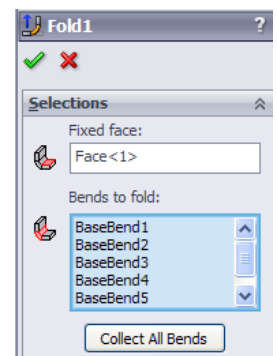 Fold1 ?
Selections
Fixed face:
Face<1>
Bends to fold:
BaseBend1
BaseBend2
BaseBend3
BaseBend4
BaseBend5
Collect All Bends